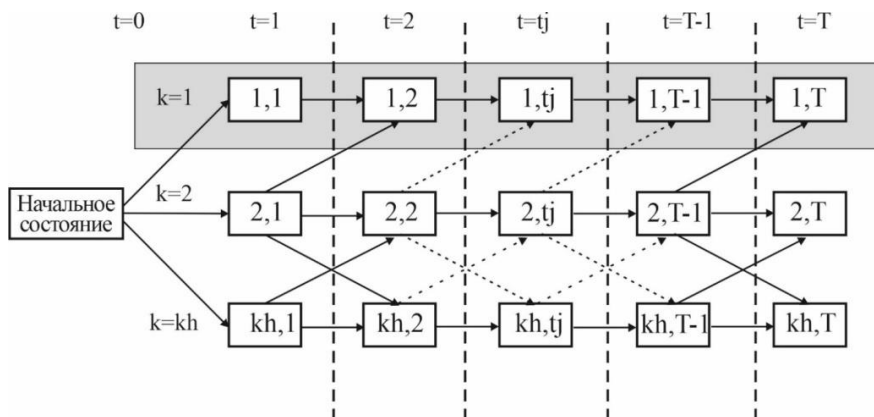 t=0 t=1 t=2 t=tj t=T-1 t=T
k=1 1,1 1,2 1,tj 1,T-1 1,T
Начальное
состояние
k=2 2,1 2,2 2,tj 2,T-1 2,T
k=kh kh,1 kh,2 kh,tj kh,T-1 kh,T